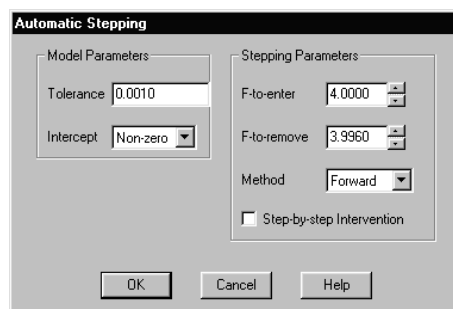 Automatic Stepping
Model Parameters
Tolerance 0.0010
Intercept Non-zero
Stepping Parameters
F-to-enter 4.0000
F-to-remove 3.9960
Method Forward
Step-by-step Intervention
OK Cancel Help